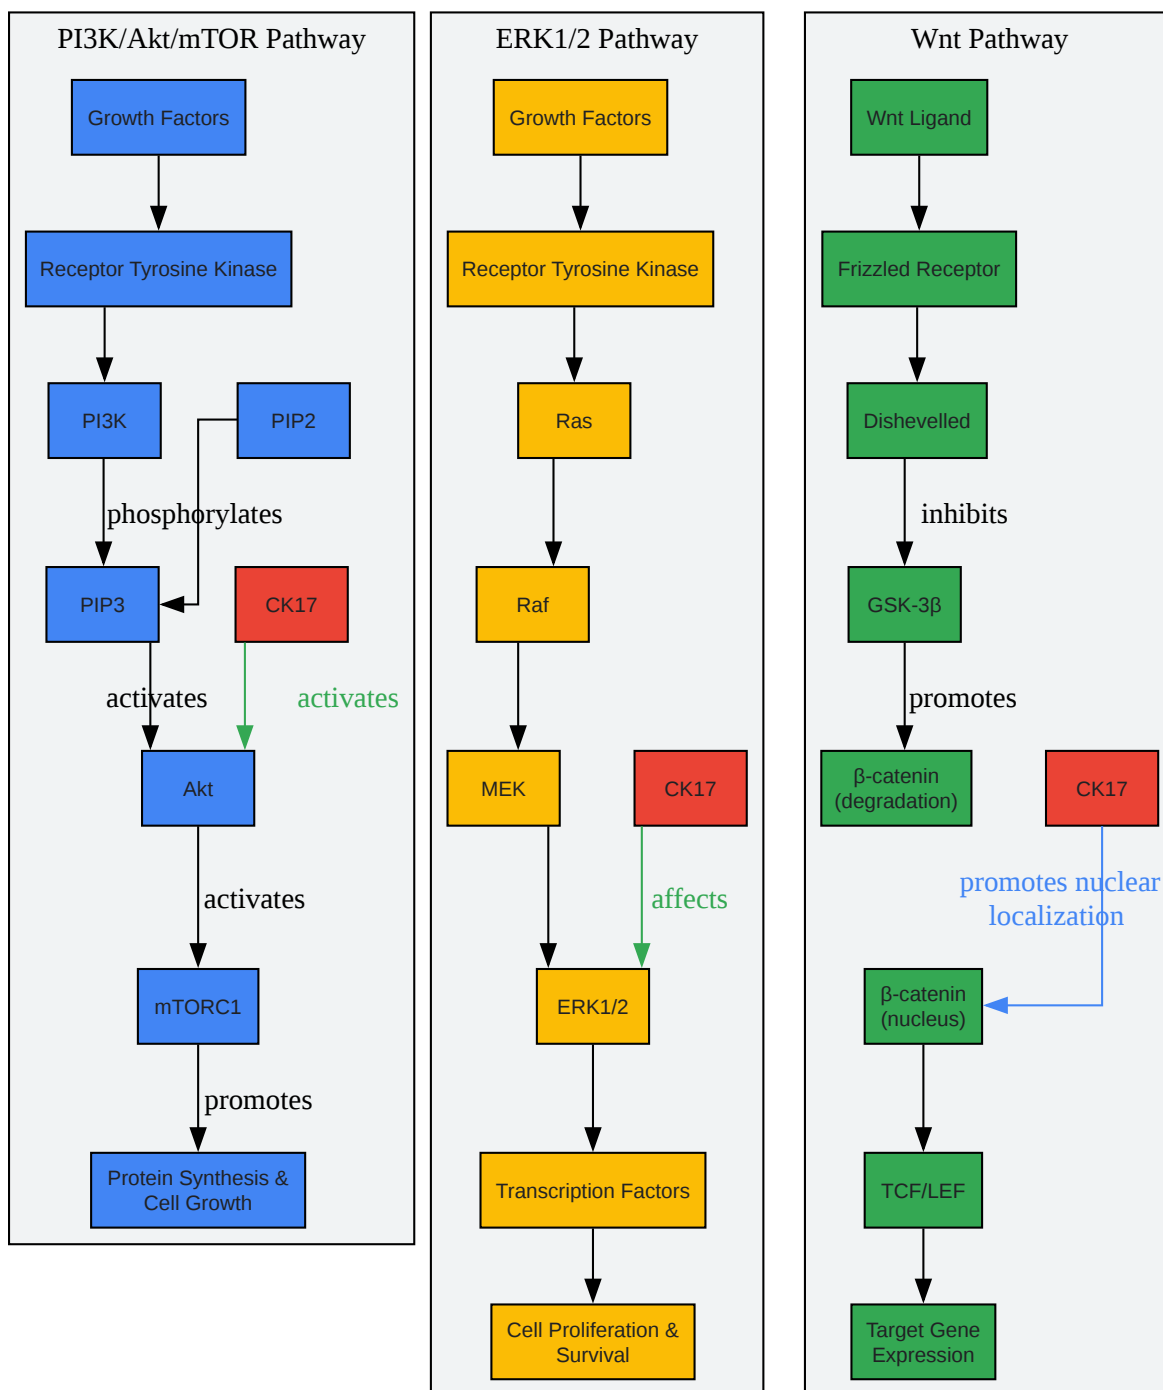 PI3K/Akt/mTOR Pathway
Growth Factors
Receptor Tyrosine Kinase
PI3K
PIP2
phosphorylates
PIP3
CK17
activates
activates
Akt
activates
mTORC1
promotes
Protein Synthesis &
Cell Growth
ERK1/2 Pathway
Growth Factors
Receptor Tyrosine Kinase
Ras
Raf
MEK
CK17
affects
ERK1/2
Transcription Factors
Cell Proliferation &
Survival
Wnt Pathway
Wnt Ligand
Frizzled Receptor
Dishevelled
inhibits
GSK-3β
promotes
β-catenin
(degradation)
CK17
promotes nuclear
localization
β-catenin
(nucleus)
TCF/LEF
Target Gene
Expression